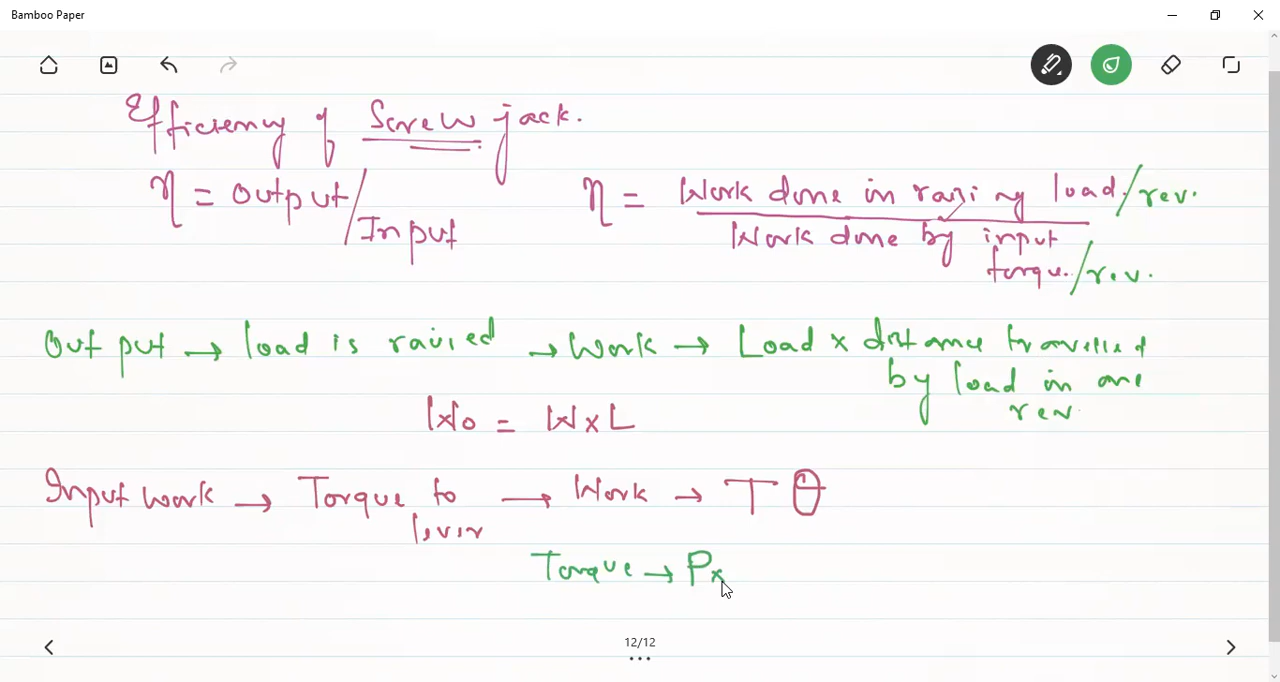 Bamboo Paper
Efficiency of Screw jack.
η = Output/Input
η = Work done in raising load/rev. / Work done by input torque./rev.
Output → load is raised → Work → Load x distance travelled
by load in one
rev.
Wo = W x L
Input work → Torque to → Work → T θ
lever
Torque → Px
12/12